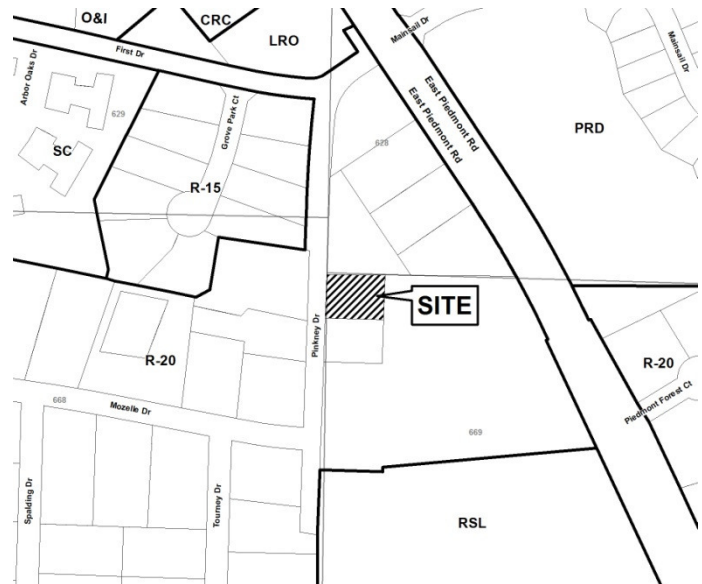 O&I
CRC
LRO
First Dr
Mainsail Dr
Mainsail Dr
Arbor Oaks Dr
East Piedmont Rd
East Piedmont Rd
629
Grove Park Ct
628
PRD
SC
R-15
SITE
Pinkney Dr
R-20
R-20
Piedmont Forest Ct
668
Mozelle Dr
669
Spalding Dr
Tourney Dr
RSL